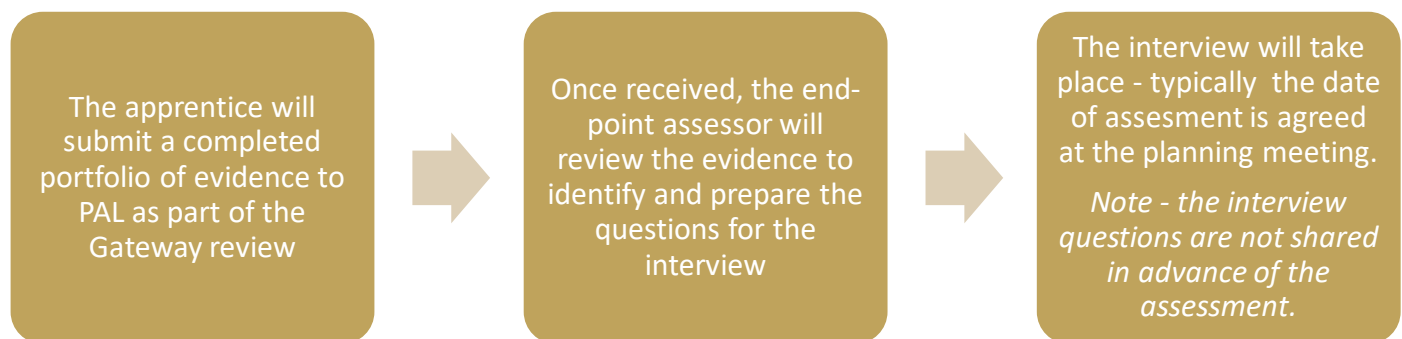 The apprentice will
submit a completed
portfolio of evidence to
PAL as part of the
Gateway review
Once received, the end-
point assessor will
review the evidence to
identify and prepare the
questions for the
interview
The interview will take
place - typically  the date
of assesment is agreed
at the planning meeting.
Note - the interview
questions are not shared
in advance of the
assessment.